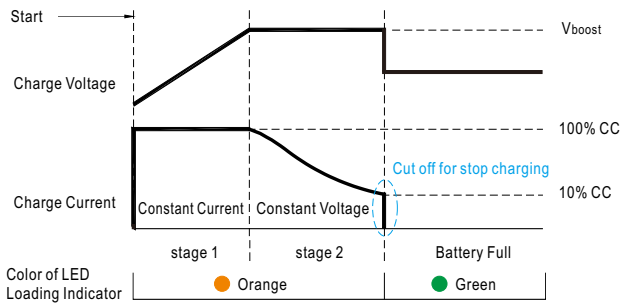 Start
Vboost
Charge Voltage
100% CC
Cut off for stop charging
10% CC
Charge Current
Constant Current
Constant Voltage
stage 1
stage 2
Battery Full
Color of LED
Loading Indicator
Orange
Green